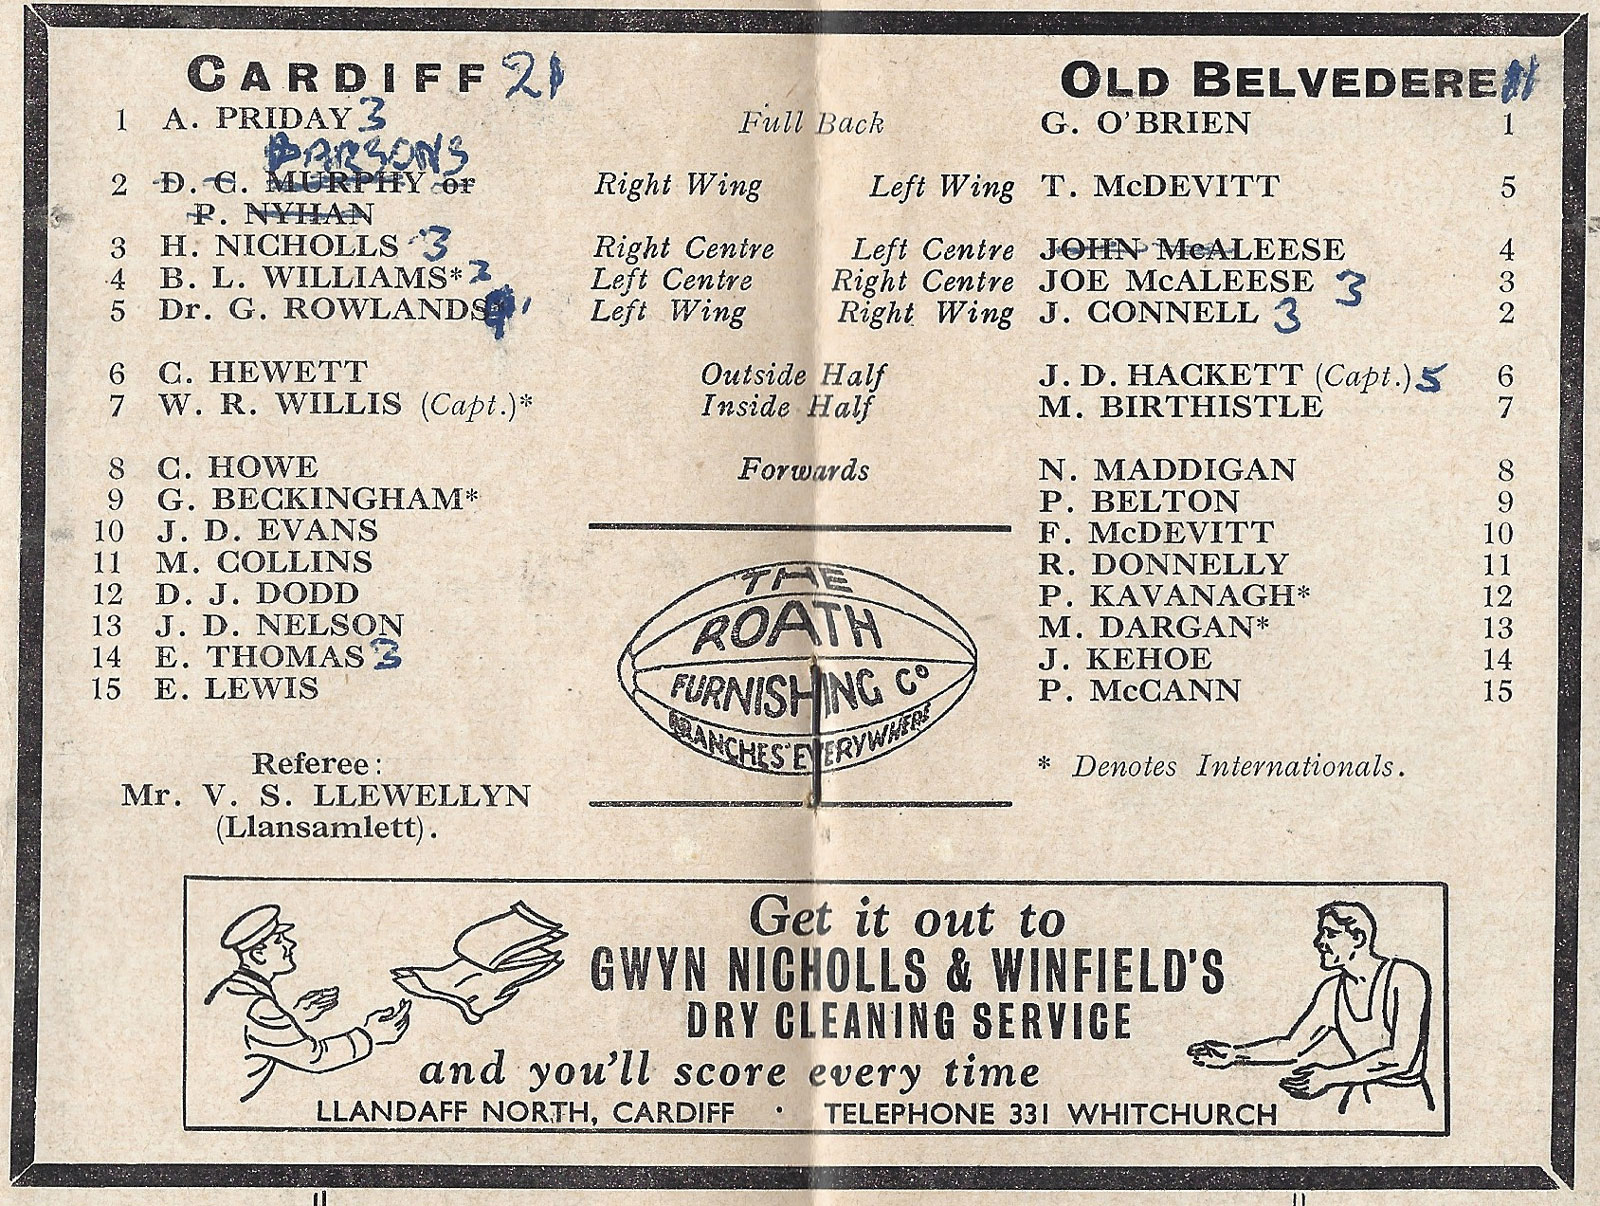 CARDIFF 21
OLD BELVEDERE 11
1 A. PRIDAY 3 Full Back G. O'BRIEN 1
PARSONS
2 D. C. MURPHY or Right Wing Left Wing T. McDEVITT 5
P. NYHAN
3 H. NICHOLLS 3 Right Centre Left Centre JOHN McALEESE 4
4 B. L. WILLIAMS* 3 Left Centre Right Centre JOE McALEESE 3 3
5 Dr. G. ROWLANDS Left Wing Right Wing J. CONNELL 3 2
6 C. HEWETT Outside Half J. D. HACKETT (Capt.) 5 6
7 W. R. WILLIS (Capt.)* Inside Half M. BIRTHISTLE 7
8 C. HOWE Forwards N. MADDIGAN 8
9 G. BECKINGHAM* P. BELTON 9
10 J. D. EVANS F. McDEVITT 10
11 M. COLLINS R. DONNELLY 11
12 D. J. DODD P. KAVANAGH* 12
13 J. D. NELSON M. DARGAN* 13
14 E. THOMAS 3 J. KEHOE 14
15 E. LEWIS P. McCANN 15
THE
ROATH
FURNISHING Co
BRANCHES EVERYWHERE
Referee:
Mr. V. S. LLEWELLYN
(Llansamlett).
* Denotes Internationals.
Get it out to
GWYN NICHOLLS & WINFIELD'S
DRY CLEANING SERVICE
and you'll score every time
LLANDAFF NORTH, CARDIFF · TELEPHONE 331 WHITCHURCH